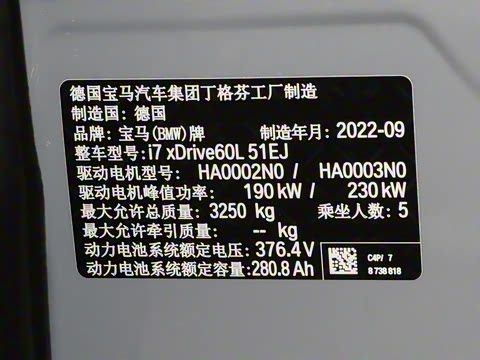 德国宝马汽车集团丁格芬工厂制造
制造国: 德国
品牌: 宝马(BMW)牌 制造年月: 2022-09
整车型号: i7 xDrive60L 51EJ
驱动电机型号: HA0002N0 / HA0003N0
驱动电机峰值功率: 190 kW / 230 kW
最大允许总质量: 3250 kg 乘坐人数: 5
最大允许牵引质量: -- kg
动力电池系统额定电压: 376.4 V
动力电池系统额定容量: 280.8 Ah
C4P/ 7
8 738 818